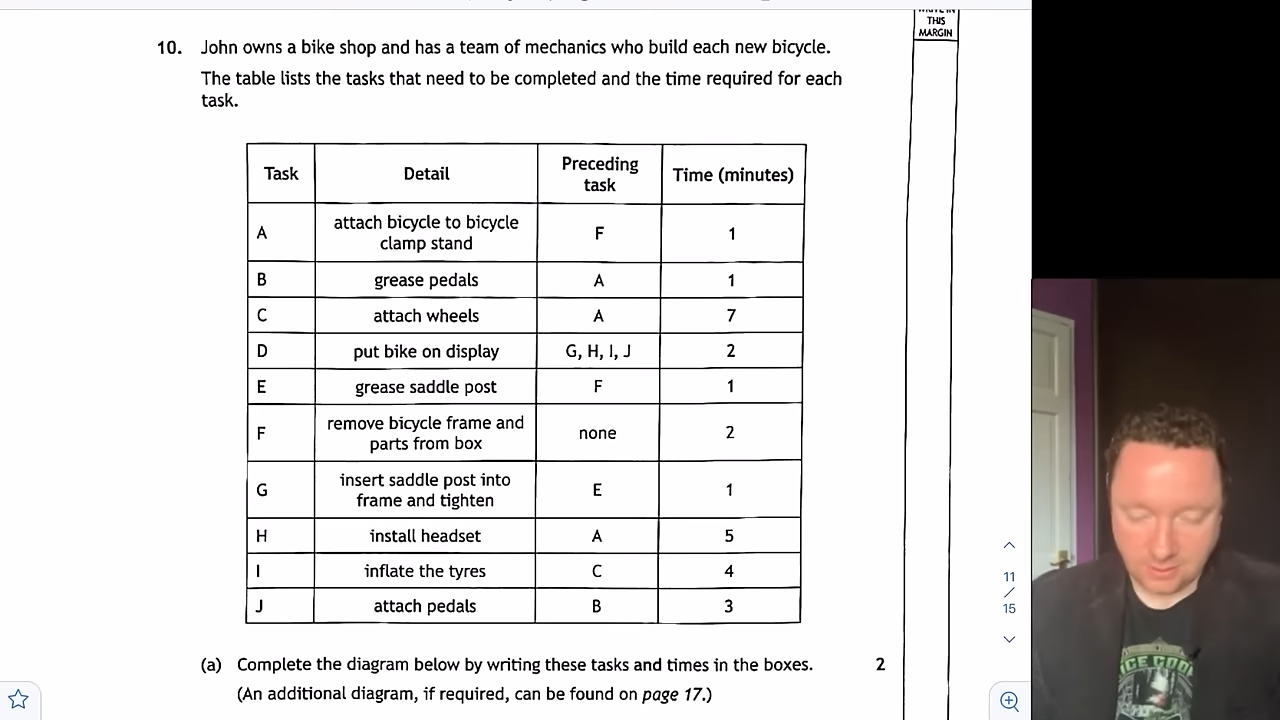 WRITE IN
THIS
MARGIN
10. John owns a bike shop and has a team of mechanics who build each new bicycle.
The table lists the tasks that need to be completed and the time required for each
task.
Task Detail Preceding task Time (minutes)
A attach bicycle to bicycle clamp stand F 1
B grease pedals A 1
C attach wheels A 7
D put bike on display G, H, I, J 2
E grease saddle post F 1
F remove bicycle frame and parts from box none 2
G insert saddle post into frame and tighten E 1
H install headset A 5
I inflate the tyres C 4
J attach pedals B 3
(a) Complete the diagram below by writing these tasks and times in the boxes. 2
(An additional diagram, if required, can be found on page 17.)
11
/
15